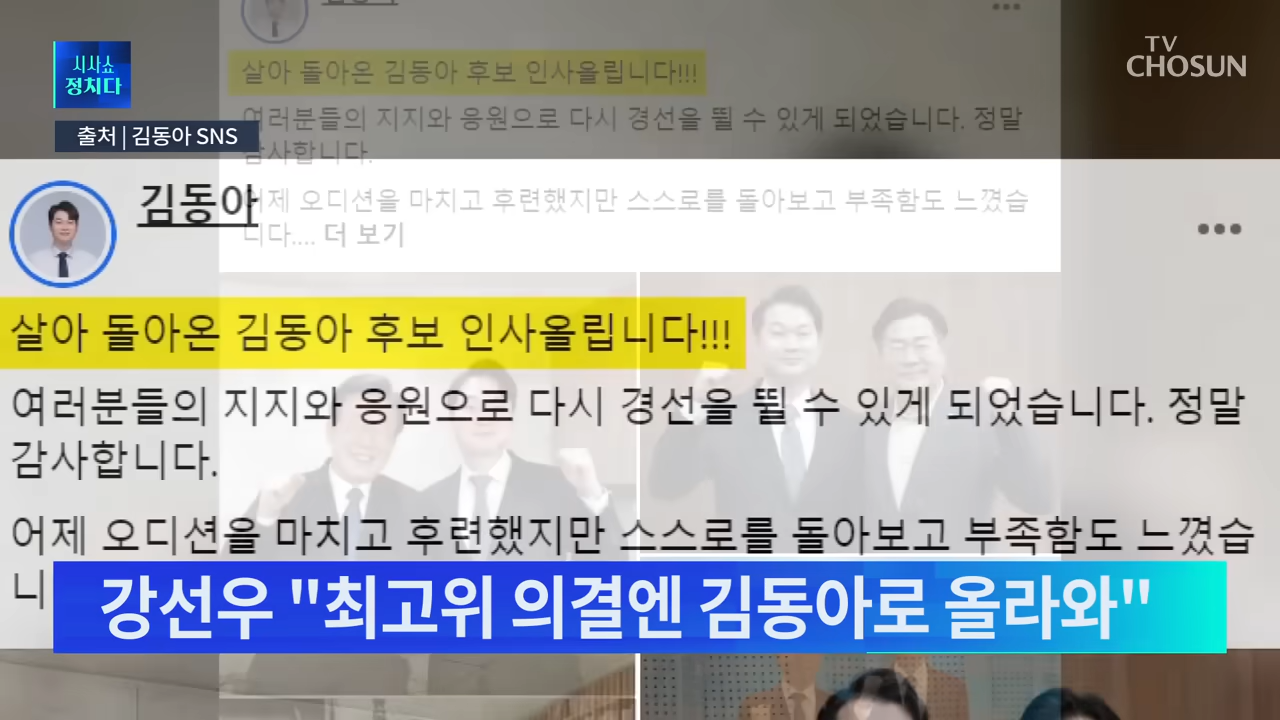 TV
CHOSUN
시사쇼
정치다
출처 | 김동아 SNS
살아 돌아온 김동아 후보 인사올립니다!!!
여러분들의 지지와 응원으로 다시 경선을 뛸 수 있게 되었습니다. 정말
감사합니다.
어제 오디션을 마치고 후련했지만 스스로를 돌아보고 부족함도 느꼈습
니다.... 더 보기
김동아
살아 돌아온 김동아 후보 인사올립니다!!!
여러분들의 지지와 응원으로 다시 경선을 뛸 수 있게 되었습니다. 정말
감사합니다.
어제 오디션을 마치고 후련했지만 스스로를 돌아보고 부족함도 느꼈습
니
강선우 "최고위 의결엔 김동아로 올라와"